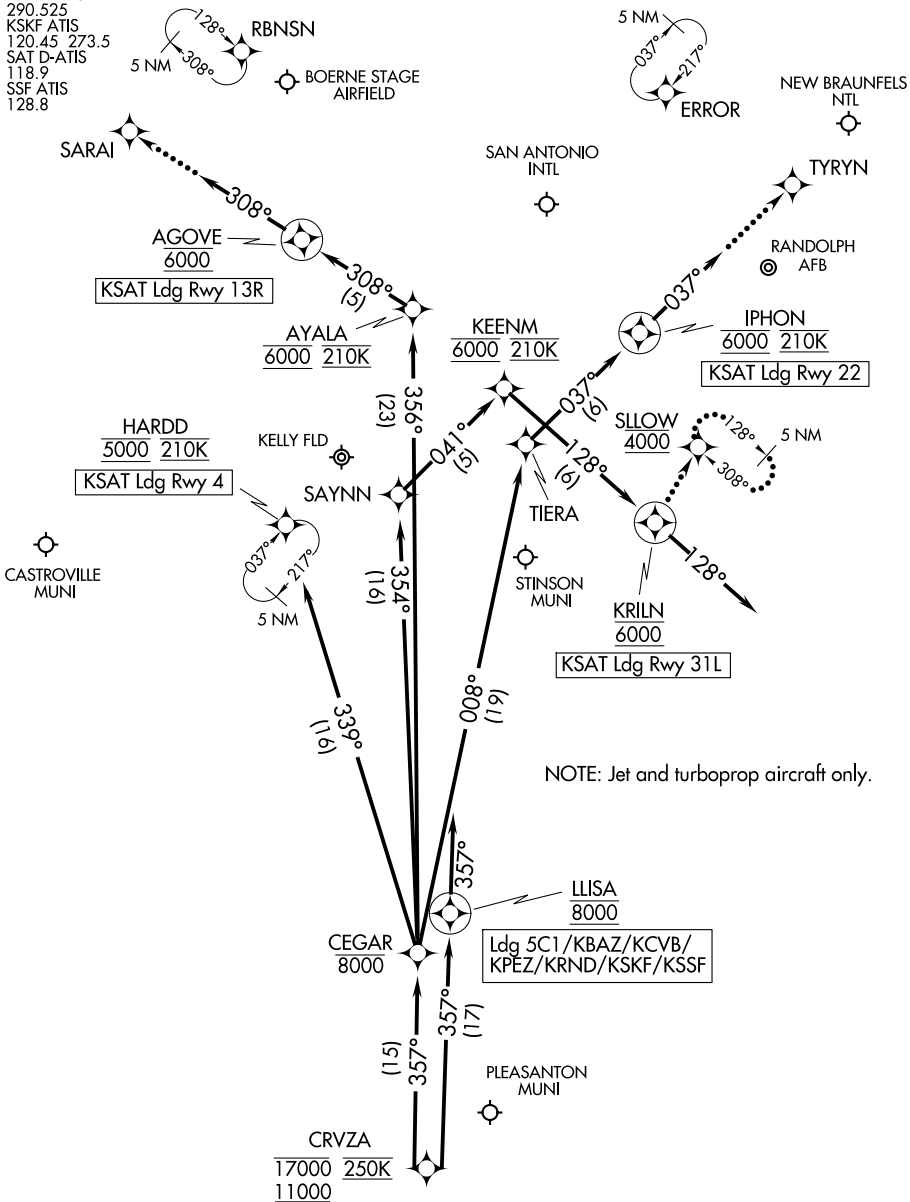 290.525
KSKF ATIS
120.45 273.5
SAT D-ATIS
118.9
SSF ATIS
128.8
128°
308°
5 NM
RBNSN
BOERNE STAGE
AIRFIELD
5 NM
037°
217°
ERROR
NEW BRAUNFELS
NTL
SARAI
SAN ANTONIO
INTL
TYRYN
308°
AGOVE
6000
KSAT Ldg Rwy 13R
308°
(5)
RANDOLPH
AFB
037°
AYALA
6000 210K
KEENM
6000 210K
IPHON
6000 210K
KSAT Ldg Rwy 22
037°
(6)
356°
(23)
HARDD
5000 210K
KSAT Ldg Rwy 4
KELLY FLD
041°
(5)
128°
(6)
SLLOW
4000
128°
308°
5 NM
SAYNN
TIERA
037°
217°
5 NM
CASTROVILLE
MUNI
354°
(16)
STINSON
MUNI
128°
KRILN
6000
KSAT Ldg Rwy 31L
339°
(16)
008°
(19)
NOTE: Jet and turboprop aircraft only.
357°
LLISA
8000
Ldg 5C1/KBAZ/KCVB/
KPEZ/KRND/KSKF/KSSF
CEGAR
8000
357°
(15)
357°
(17)
PLEASANTON
MUNI
CRVZA
17000 250K
11000